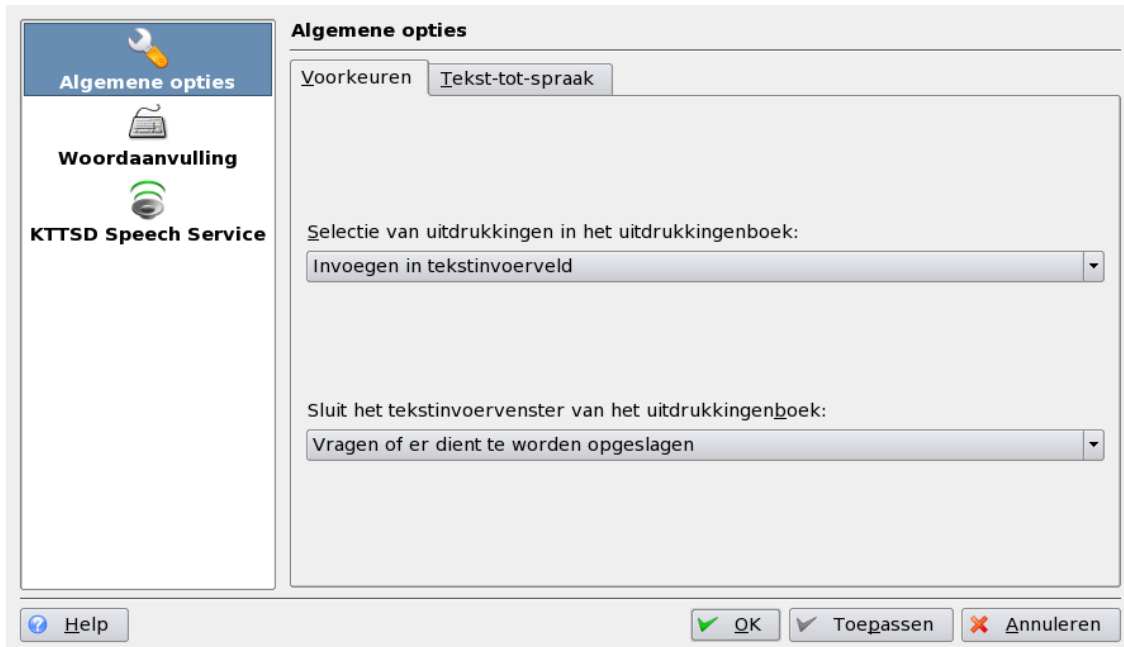 Algemene opties
Woordaanvulling
KTTSD Speech Service
Algemene opties
Voorkeuren
Tekst-tot-spraak
Selectie van uitdrukkingen in het uitdrukkingenboek:
Invoegen in tekstinvoerveld
Sluit het tekstinvoervenster van het uitdrukkingenboek:
Vragen of er dient te worden opgeslagen
Help
OK
Toepassen
Annuleren